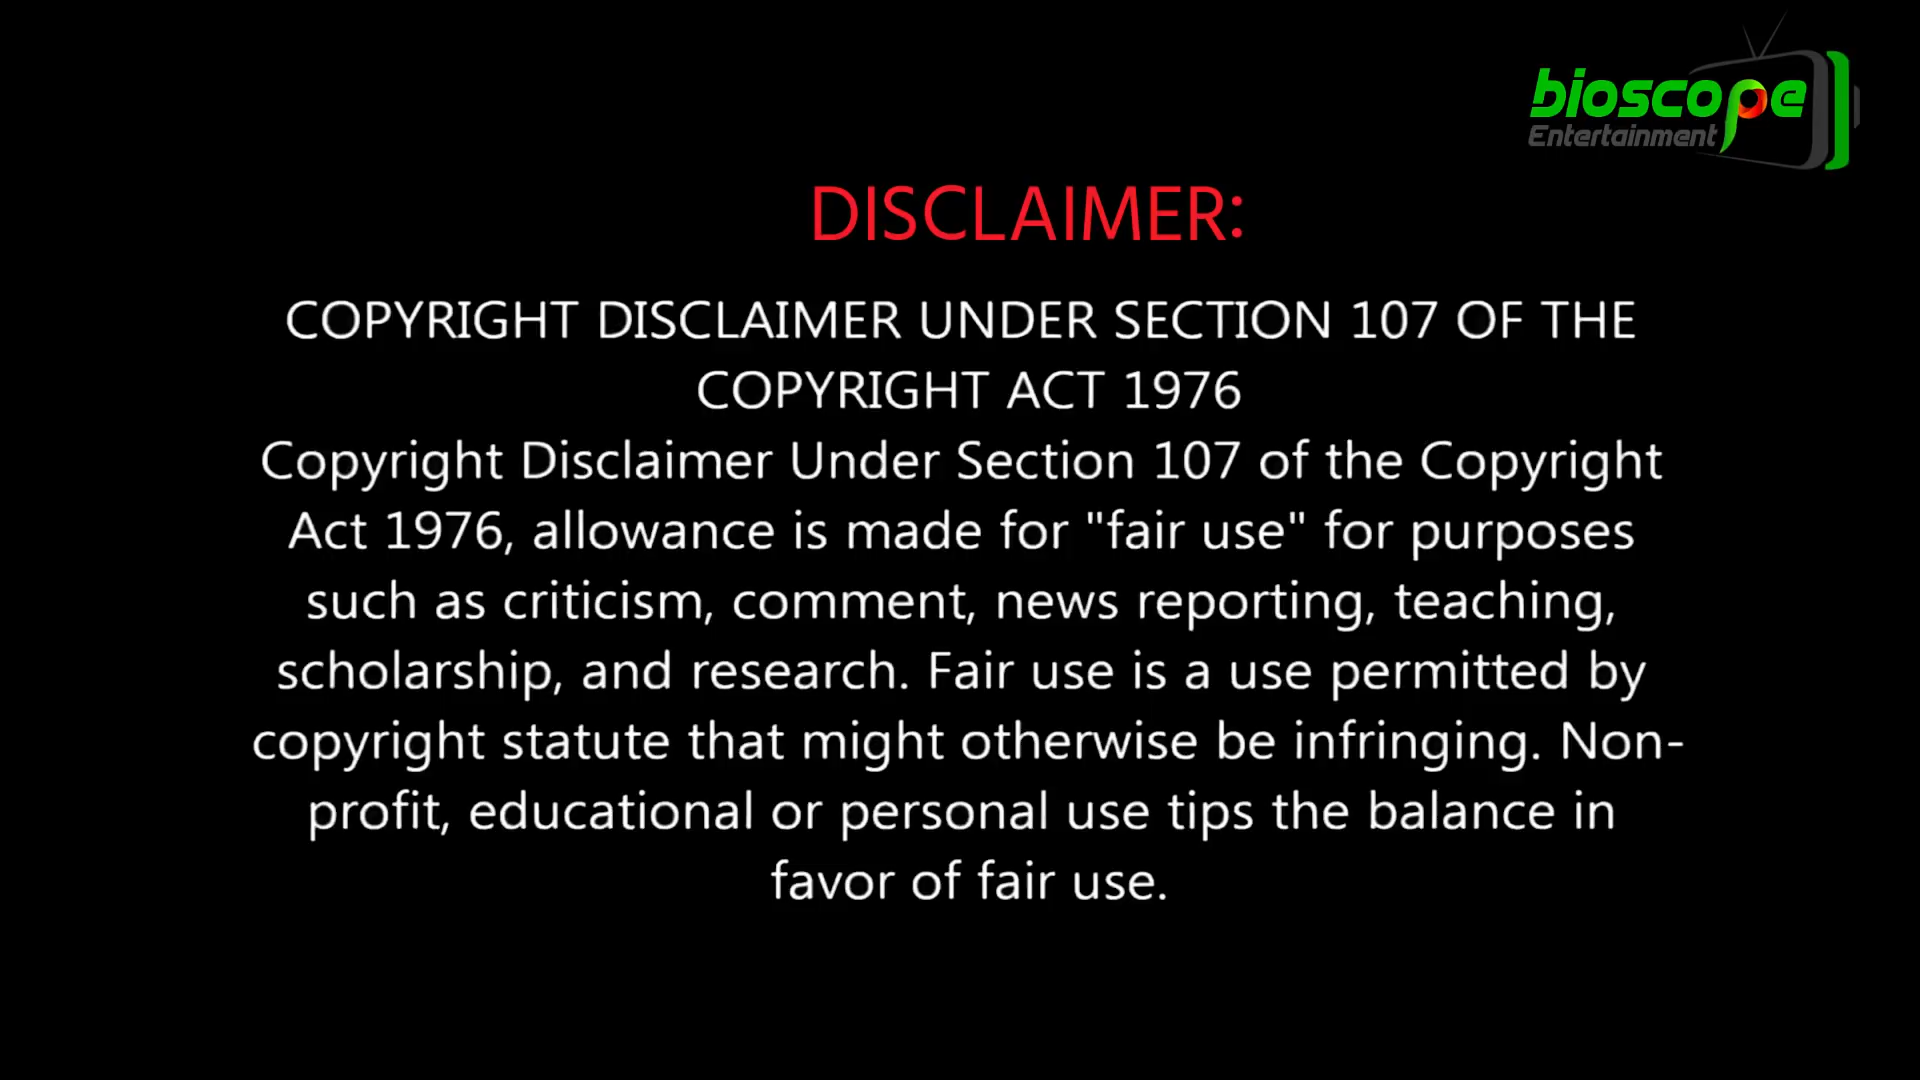 bioscope
Entertainment
DISCLAIMER:
COPYRIGHT DISCLAIMER UNDER SECTION 107 OF THE
COPYRIGHT ACT 1976
Copyright Disclaimer Under Section 107 of the Copyright
Act 1976, allowance is made for "fair use" for purposes
such as criticism, comment, news reporting, teaching,
scholarship, and research. Fair use is a use permitted by
copyright statute that might otherwise be infringing. Non-
profit, educational or personal use tips the balance in
favor of fair use.